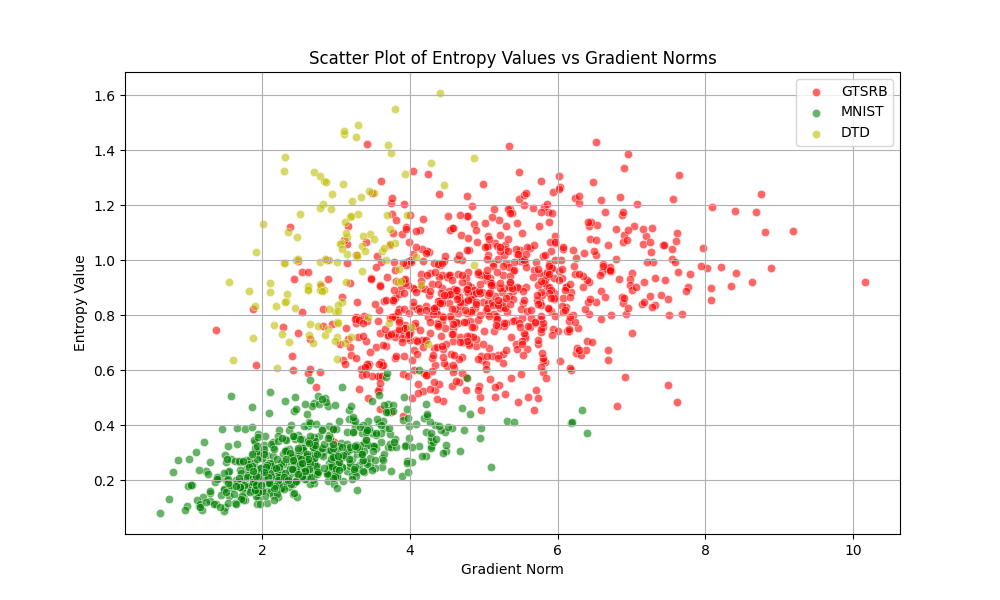 Scatter Plot of Entropy Values vs Gradient Norms
GTSRB
MNIST
DTD
Entropy Value
1.6
1.4
1.2
1.0
0.8
0.6
0.4
0.2
2
4
6
8
10
Gradient Norm